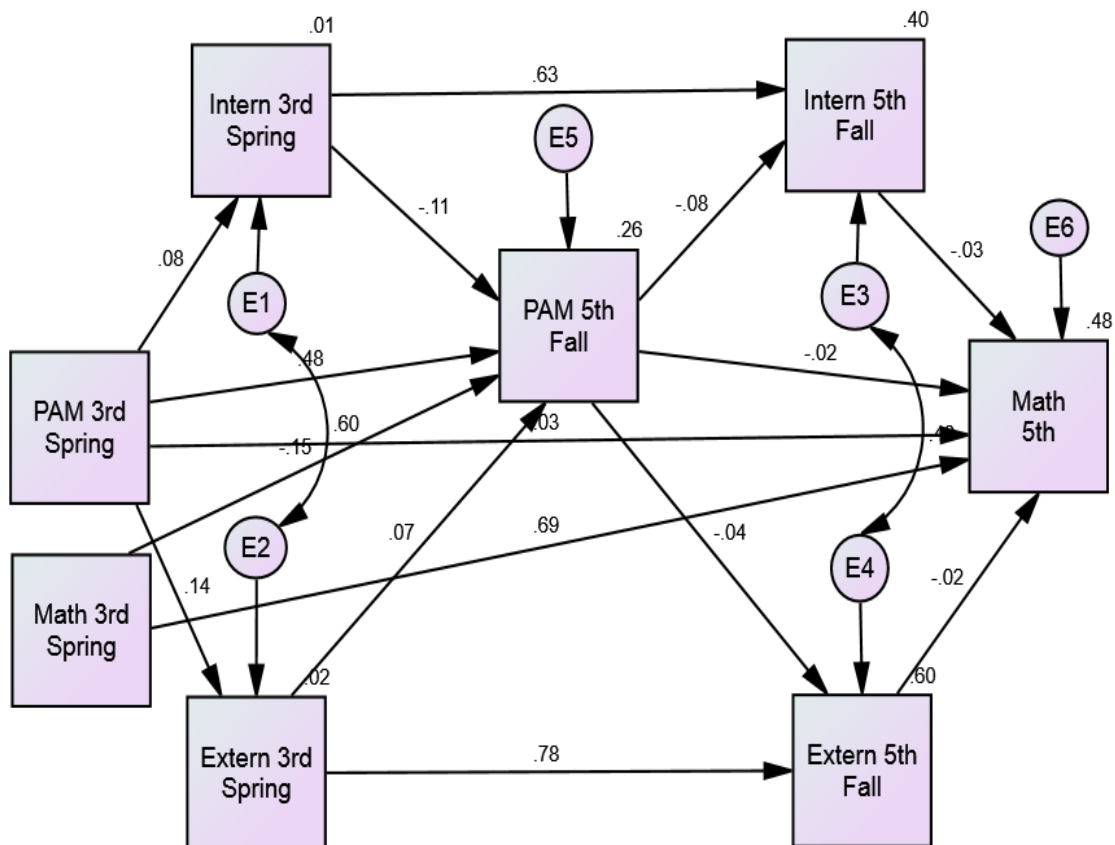 .01
.40
Intern 3rd
Spring
.63
Intern 5th
Fall
E5
-.11
-.08
E6
.08
.26
-.03
E1
E3
PAM 5th
Fall
.48
.48
-.02
PAM 3rd
Spring
Math
5th
.60
.03
-.15
E2
.07
.69
-.04
E4
-.02
.14
Math 3rd
Spring
.02
.60
Extern 3rd
Spring
.78
Extern 5th
Fall